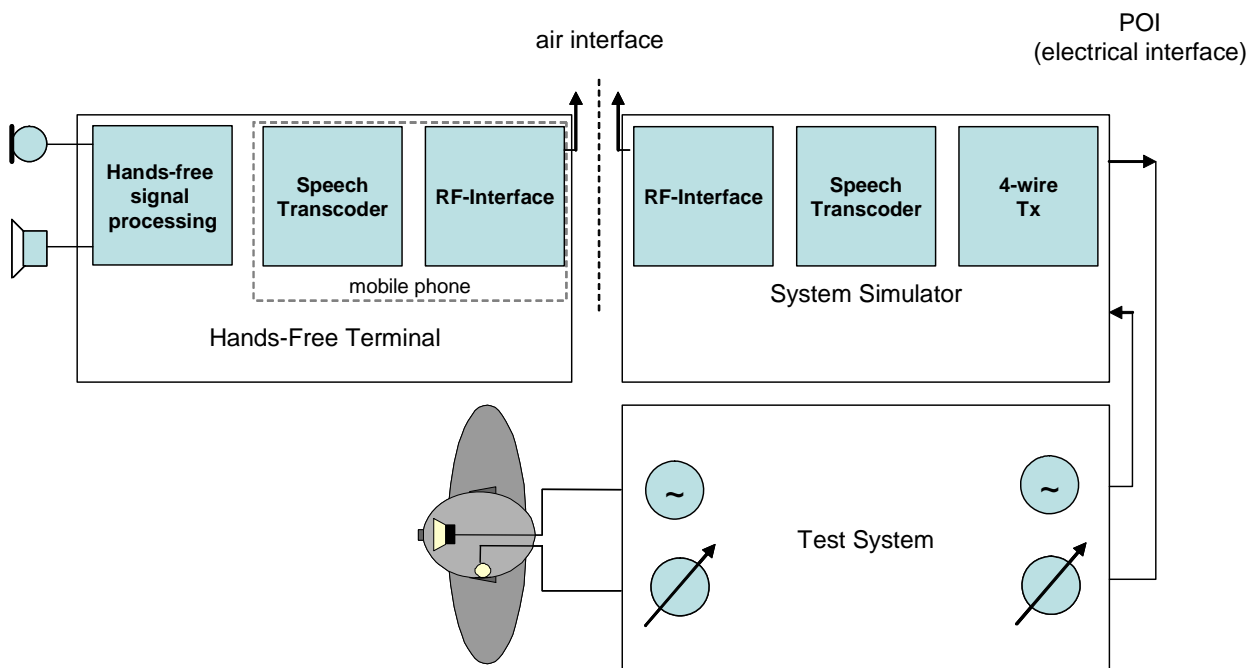 air interface
POI
(electrical interface)
Hands-free
signal
processing
Speech
Transcoder
RF-Interface
mobile phone
Hands-Free Terminal
RF-Interface
Speech
Transcoder
4-wire
Tx
System Simulator
~
~
Test System